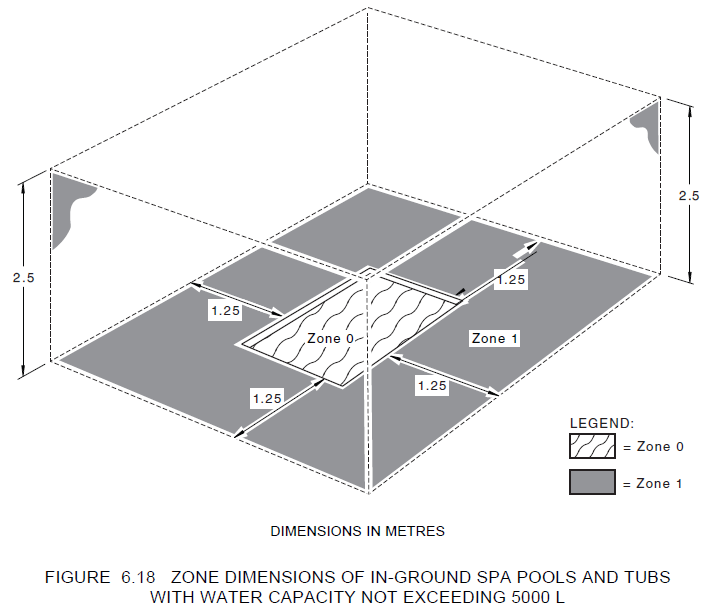 2.5
2.5
1.25
1.25
Zone 0
Zone 1
1.25
1.25
LEGEND:
= Zone 0
= Zone 1
DIMENSIONS IN METRES
FIGURE 6.18 ZONE DIMENSIONS OF IN-GROUND SPA POOLS AND TUBS
WITH WATER CAPACITY NOT EXCEEDING 5000 L